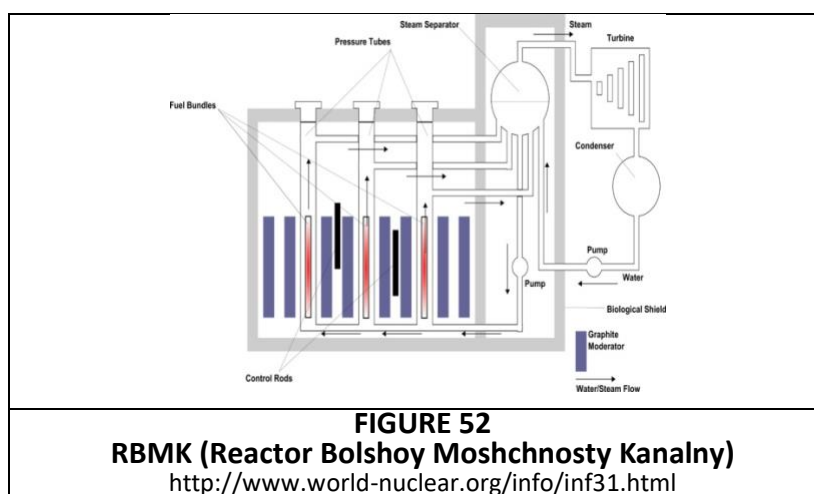 Steam Separator
Steam
Turbine
Pressure Tubes
Fuel Bundles
Condenser
Pump
Water
Pump
Biological Shield
Graphite
Moderator
Water/Steam Flow
Control Rods
FIGURE 52
RBMK (Reactor Bolshoy Moshchnosty Kanalny)
http://www.world-nuclear.org/info/inf31.html